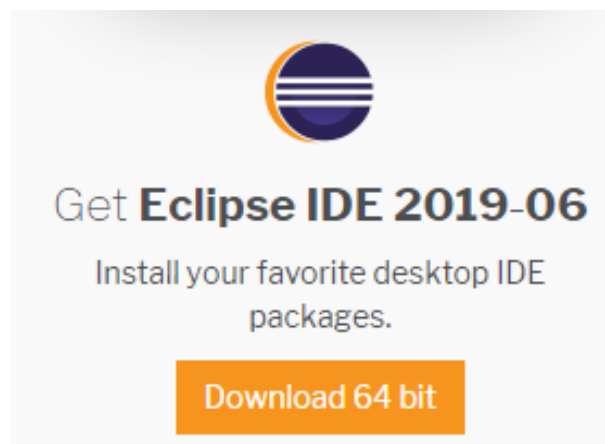 Get Eclipse IDE 2019-06
Install your favorite desktop IDE
packages.
Download 64 bit